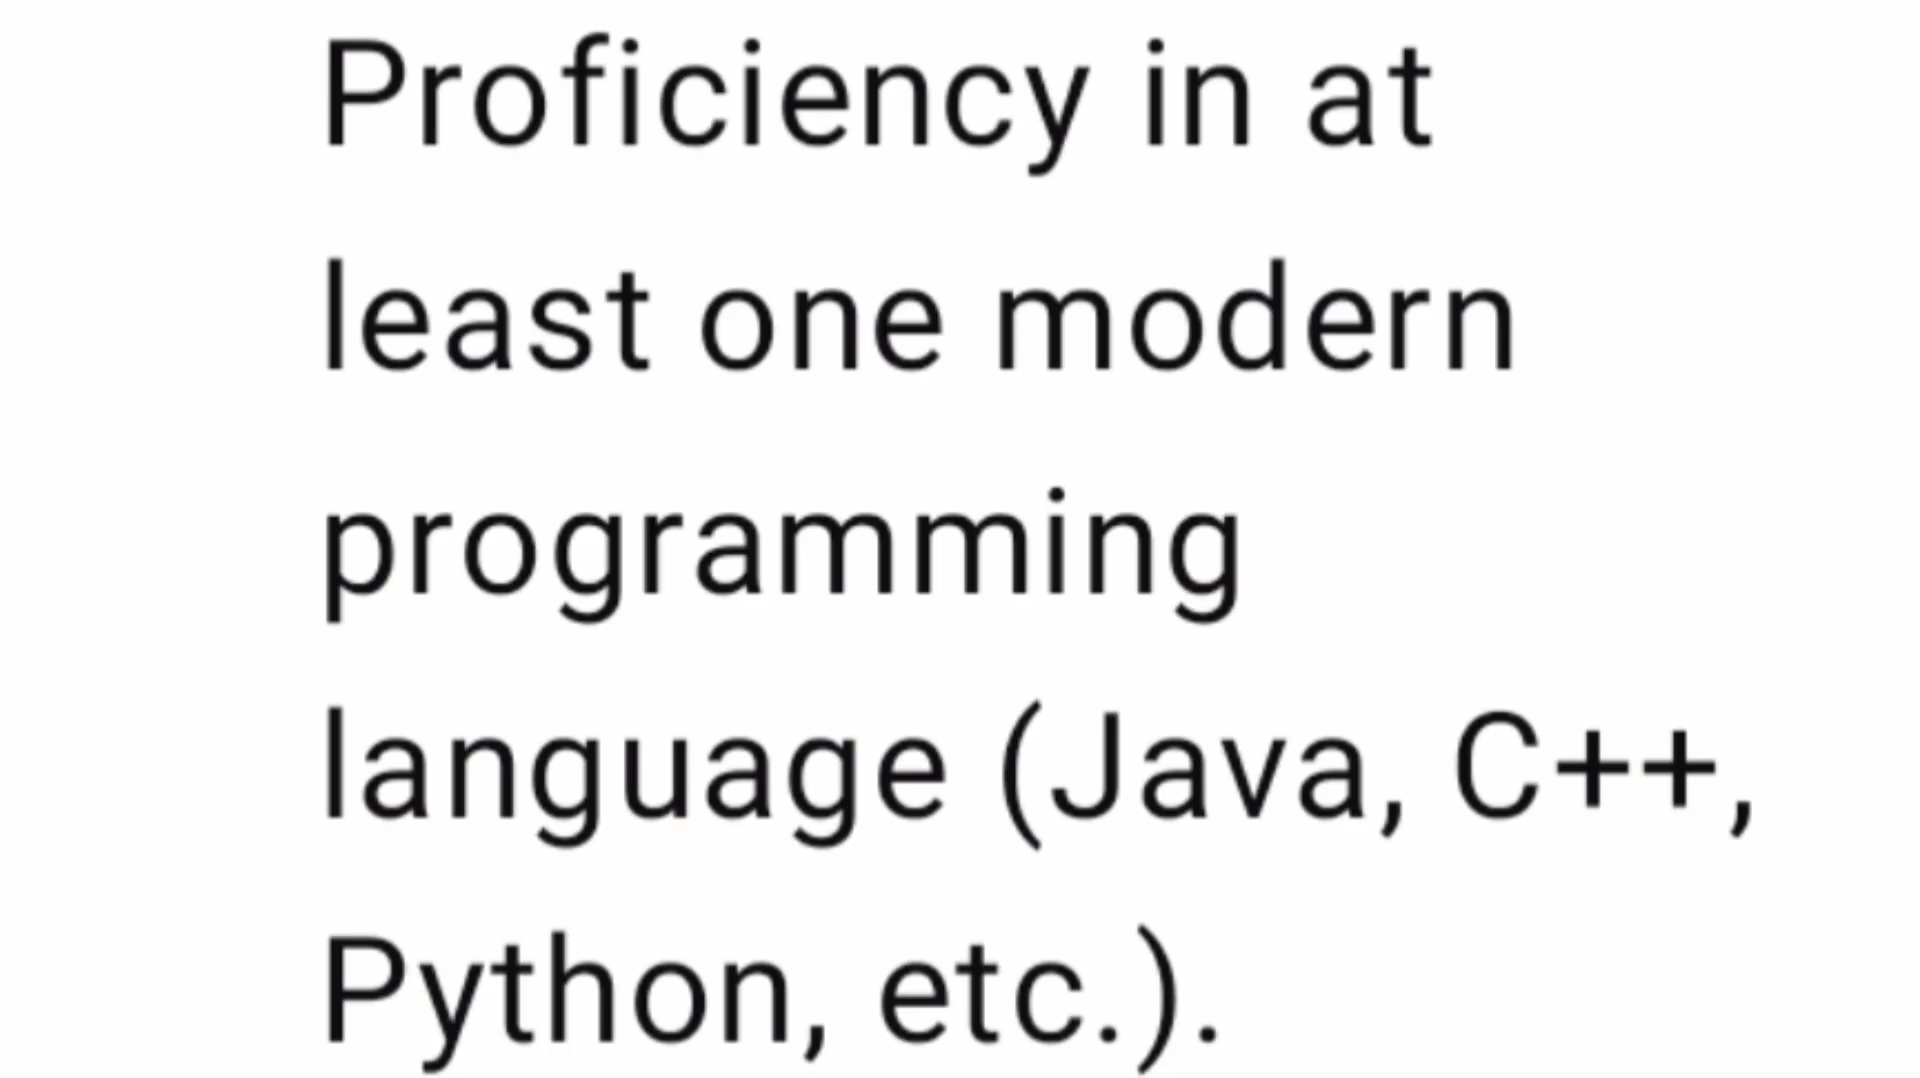 Proficiency in at
least one modern
programming
language (Java, C++,
Python, etc.).